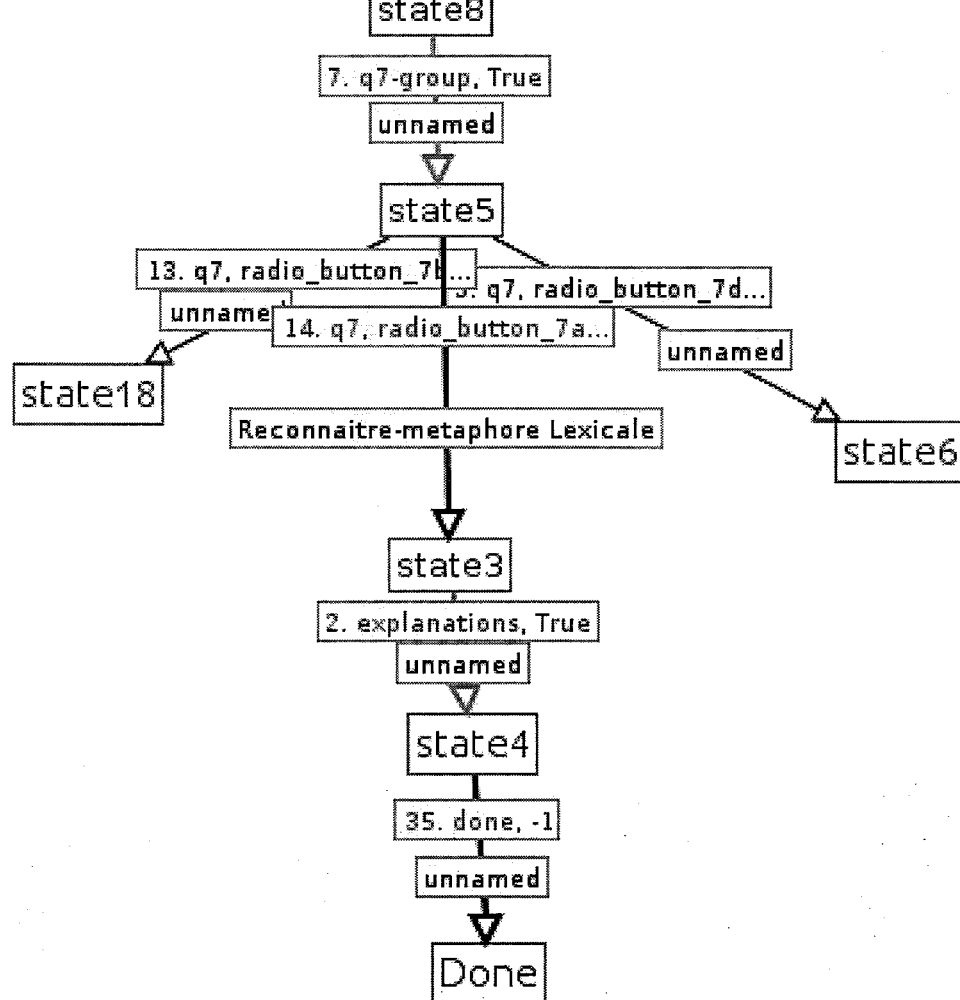 state8
7. q7-group, True
unnamed
state5
13. q7, radio_button_7b...
q7, radio_button_7d...
14. q7, radio_button_7a...
unnamed
state18
state6
Reconnaitre-metaphore Lexicale
state3
2. explanations, True
unnamed
state4
35. done, -1
unnamed
Done